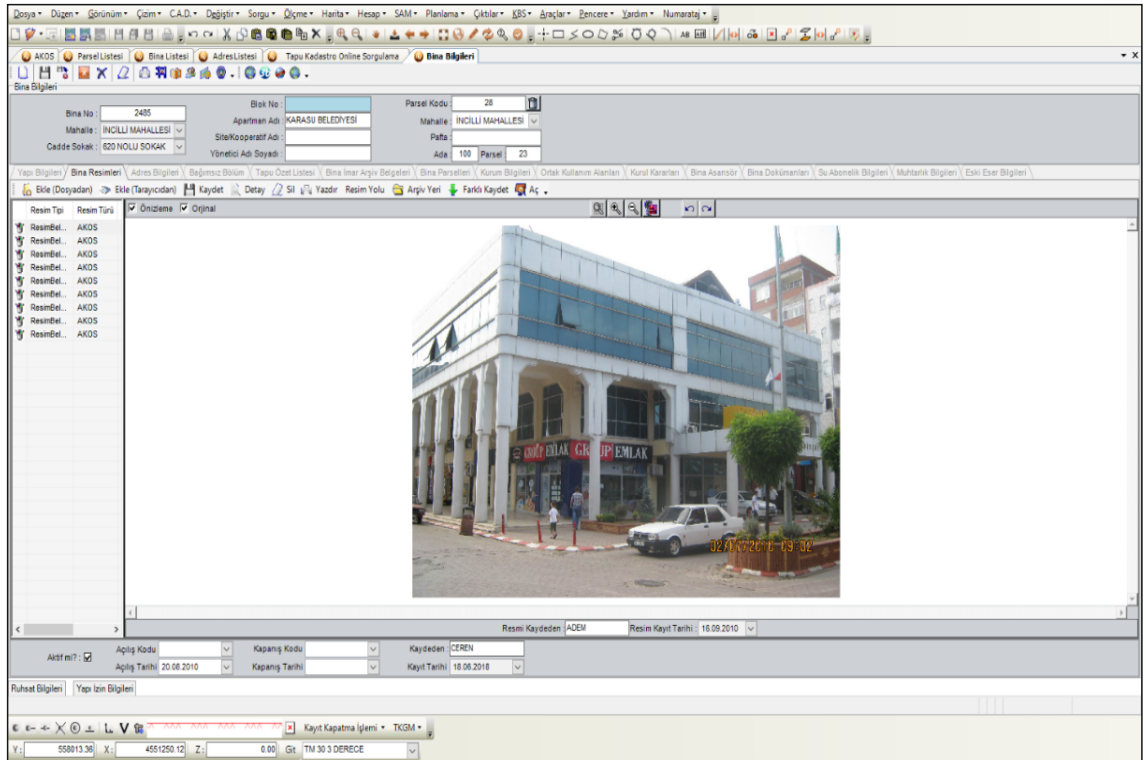 Dosya Düzen Görünüm Çizim C.A.D. Değiştir Sorgu Ölçme Harita Hesap SAM Planlama Çıktılar KBS Araçlar Pencere Yardım Numarataj
AKOS Parsel Listesi Bina Listesi AdresListesi Tapu Kadastro Online Sorgulama Bina Bilgileri
Bina Bilgileri
Bina No : 2485
Mahalle : İNCİLLİ MAHALLESİ
Cadde Sokak : 620 NOLU SOKAK
Blok No :
Apartman Adı : KARASU BELEDİYESİ
Site/Kooperatif Adı :
Yönetici Adı Soyadı :
Parsel Kodu : 28
Mahalle : İNCİLLİ MAHALLESİ
Pafta :
Ada : 100 Parsel 23
Yapı Bilgileri Bina Resimleri Adres Bilgileri Bağımsız Bölüm Tapu Özet Listesi Bina İmar Arşiv Belgeleri Bina Parselleri Kurum Bilgileri Ortak Kullanım Alanları Kurul Kararları Bina Asansör Bina Dokümanları Su Abonelik Bilgileri Muhtarlık Bilgileri Eski Eser Bilgileri
Ekle (Dosyadan) Ekle (Tarayıcıdan) Kaydet Detay Sil Yazdır Resim Yolu Arşiv Veri Farklı Kaydet Aç
Resim Tipi Resim Türü Önizleme Orjinal
ResimBel... AKOS
ResimBel... AKOS
ResimBel... AKOS
ResimBel... AKOS
ResimBel... AKOS
ResimBel... AKOS
ResimBel... AKOS
ResimBel... AKOS
ResimBel... AKOS
GROUP EMLAK GR UP EMLAK
Resmi Kaydeden : ADEM Resim Kayıt Tarihi : 16.09.2010
Aktif mi? :
Açılış Kodu Kapanış Kodu Kaydeden : CEREN
Açılış Tarihi 20.08.2010 Kapanış Tarihi Kayıt Tarihi 18.06.2018
Ruhsat Bilgileri Yapı İzin Bilgileri
Kayıt Kapatma İşlemi TKGM
Y : 558013.36 X : 4551250.12 Z : 0.00 Git TM 30 3 DERECE